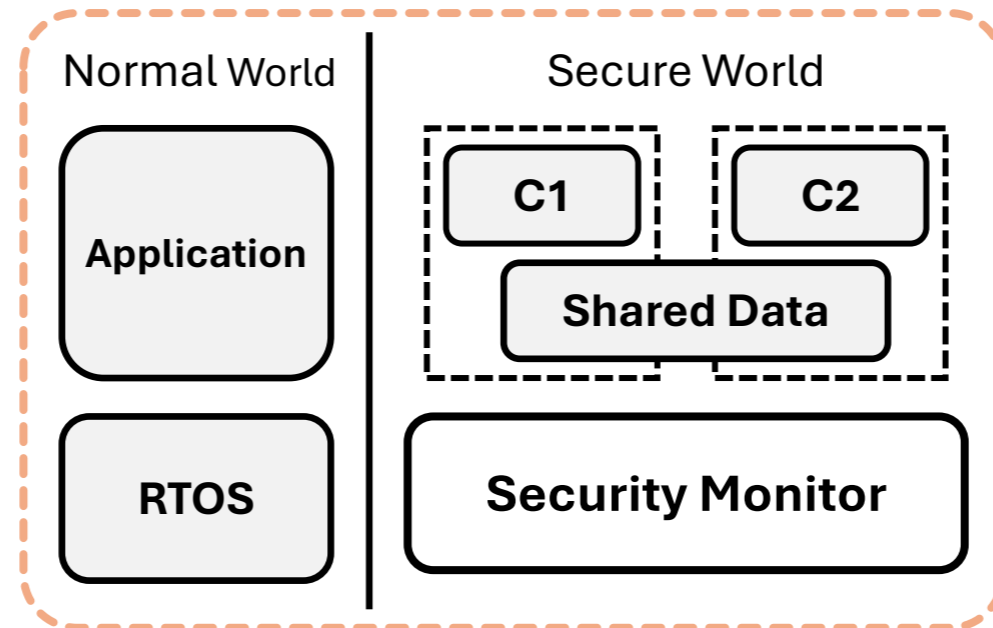 Normal World
Application
RTOS
Secure World
C1
C2
Shared Data
Security Monitor